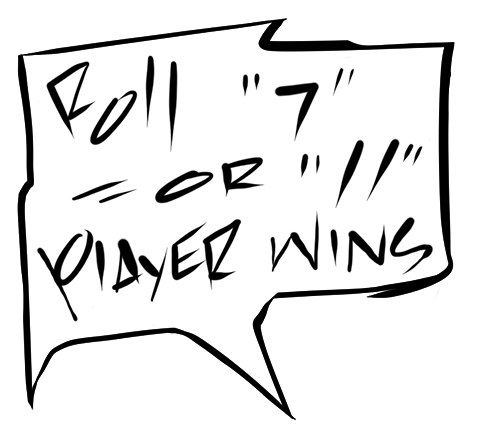 Roll "7"
= OR "11"
PLAYER WINS